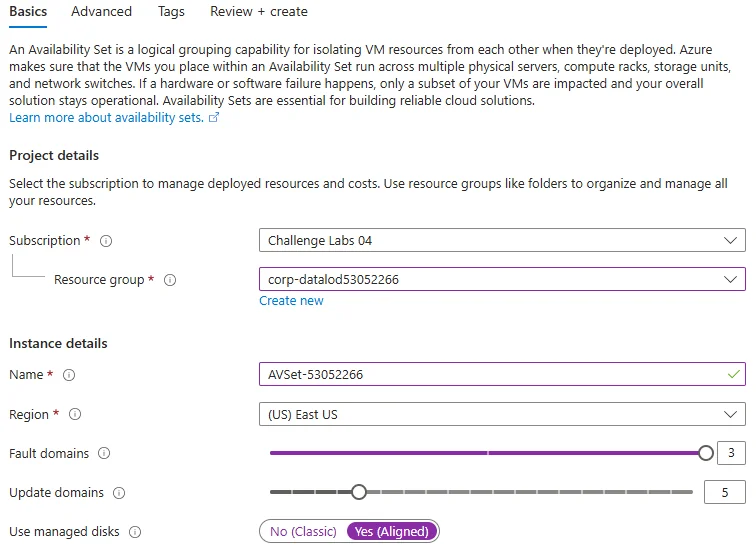 Basics Advanced Tags Review + create
An Availability Set is a logical grouping capability for isolating VM resources from each other when they're deployed. Azure
makes sure that the VMs you place within an Availability Set run across multiple physical servers, compute racks, storage units,
and network switches. If a hardware or software failure happens, only a subset of your VMs are impacted and your overall
solution stays operational. Availability Sets are essential for building reliable cloud solutions.
Learn more about availability sets.
Project details
Select the subscription to manage deployed resources and costs. Use resource groups like folders to organize and manage all
your resources.
Subscription * Challenge Labs 04
Resource group * corp-datalod53052266
Create new
Instance details
Name * AVSet-53052266
Region * (US) East US
Fault domains 3
Update domains 5
Use managed disks No (Classic) Yes (Aligned)